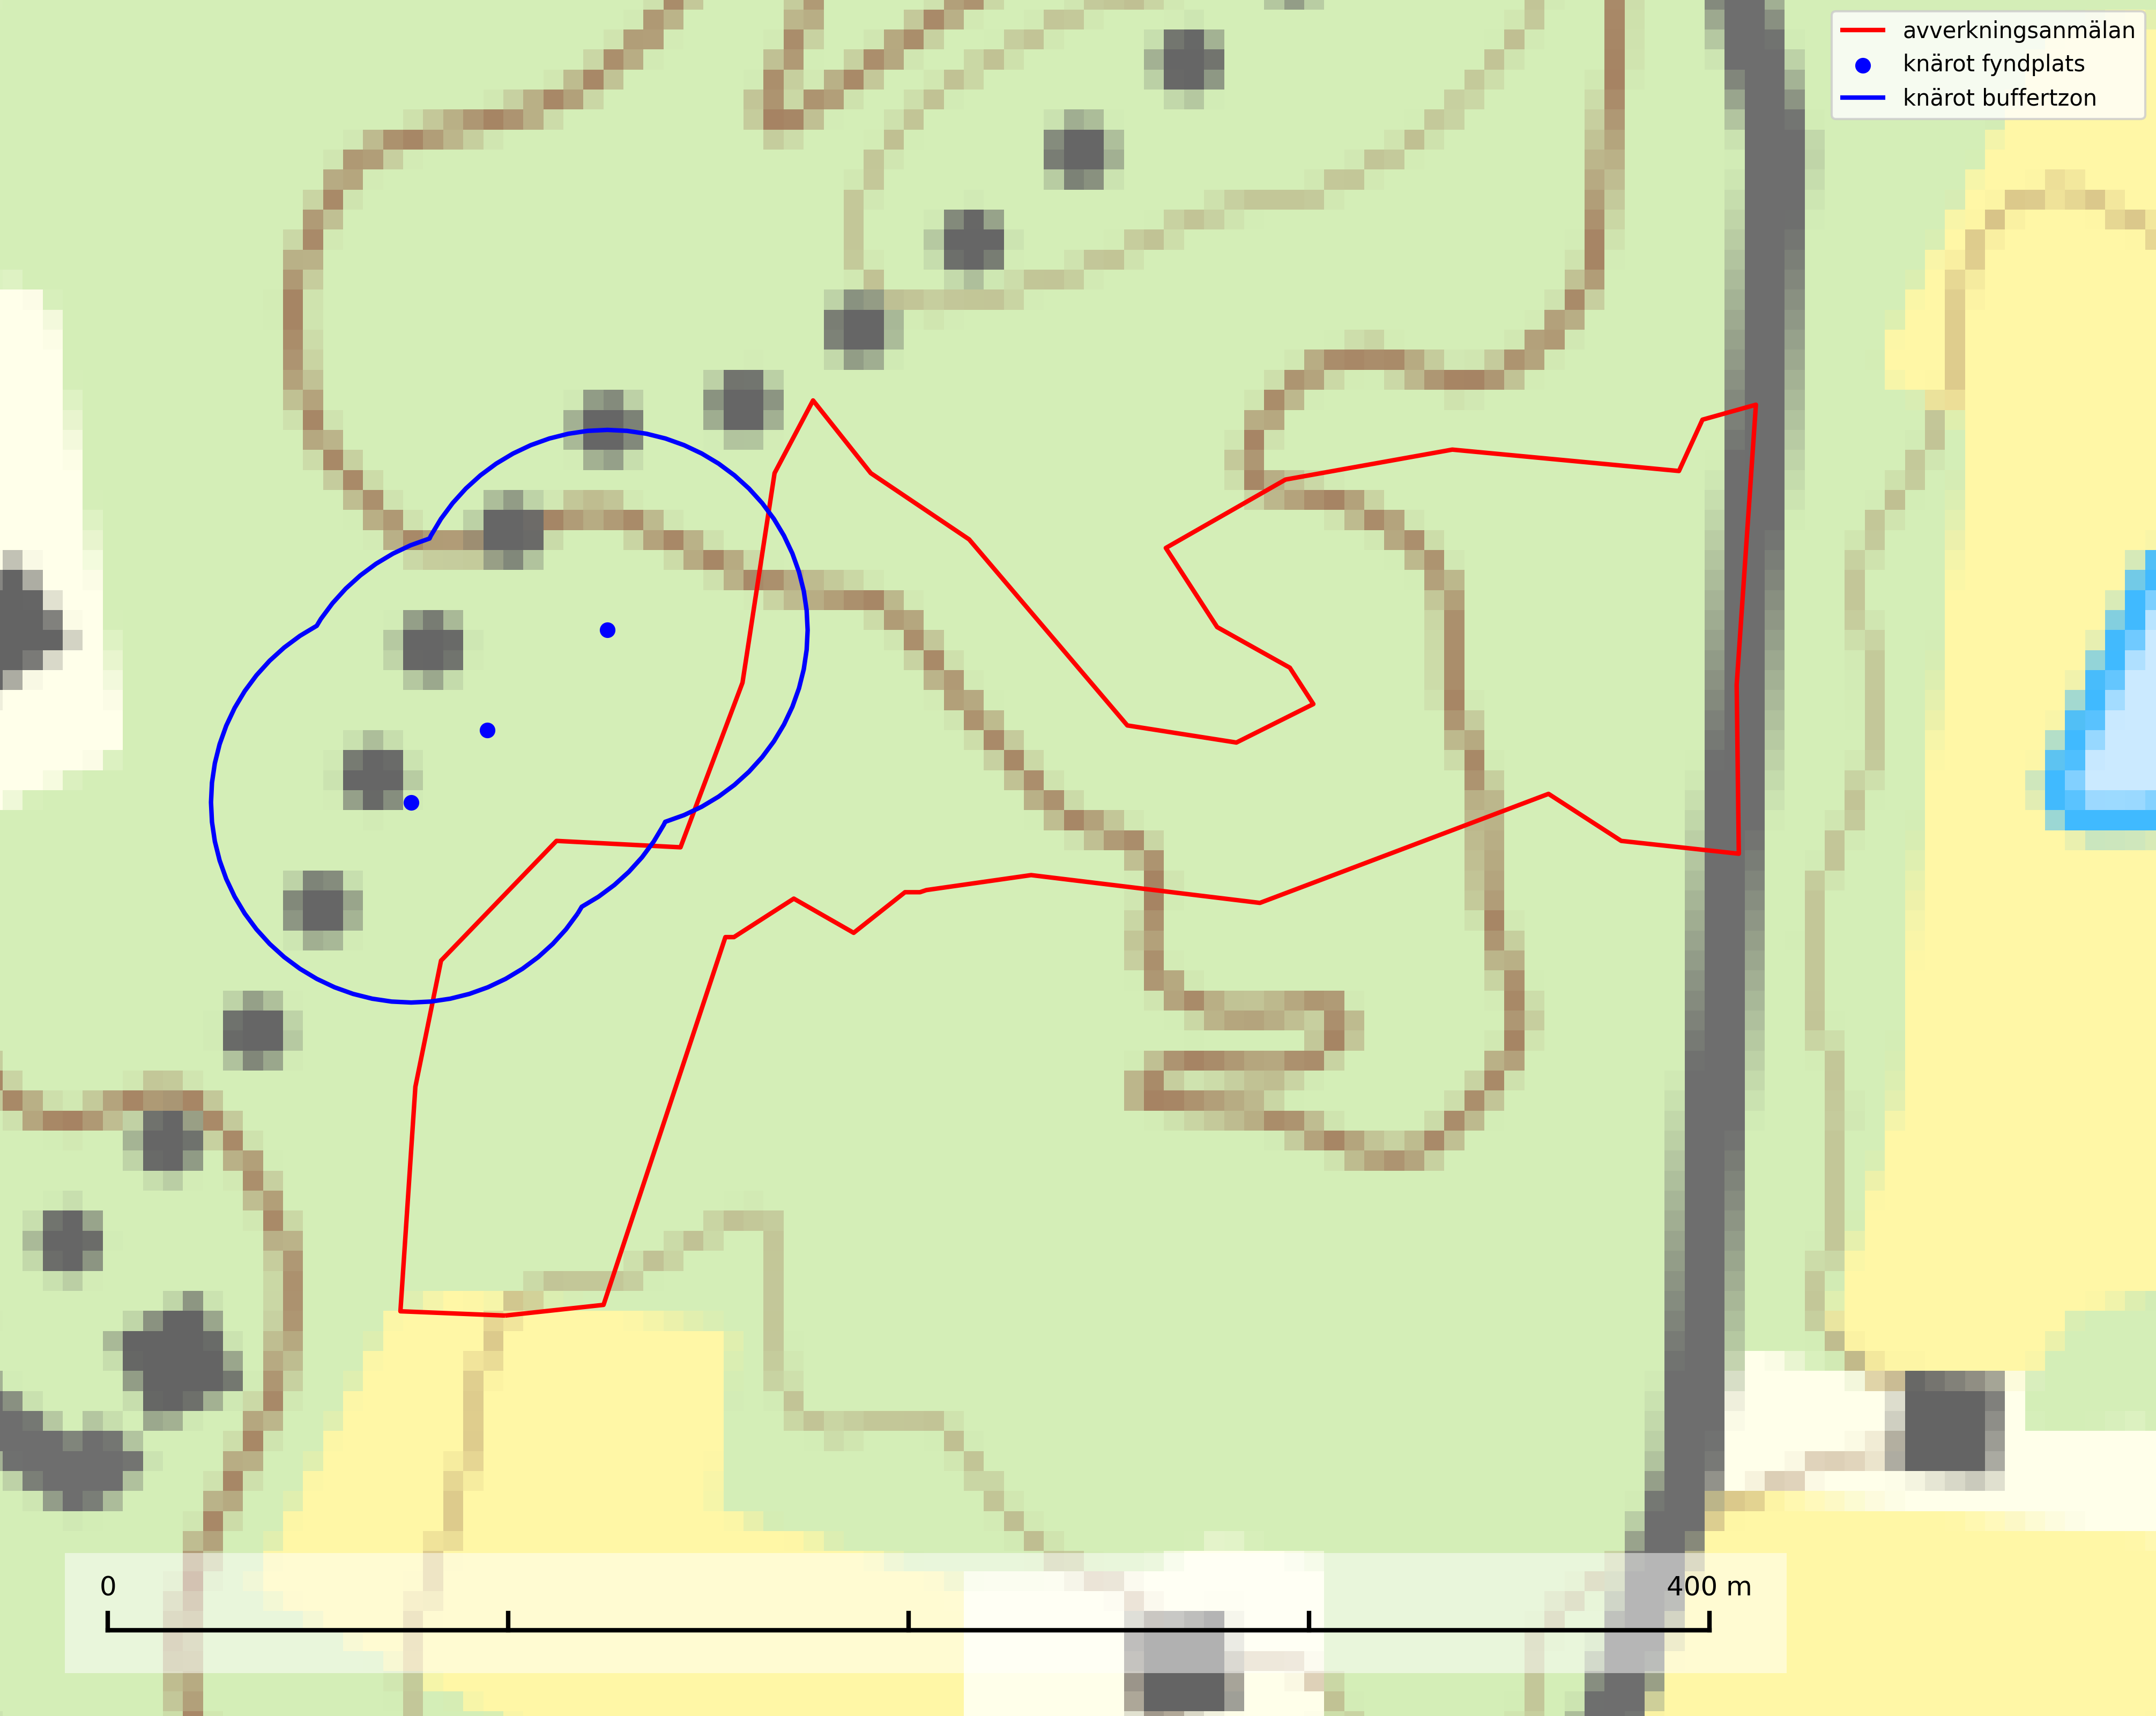 avverkningsanmälan
knärot fyndplats
knärot buffertzon
0 400 m